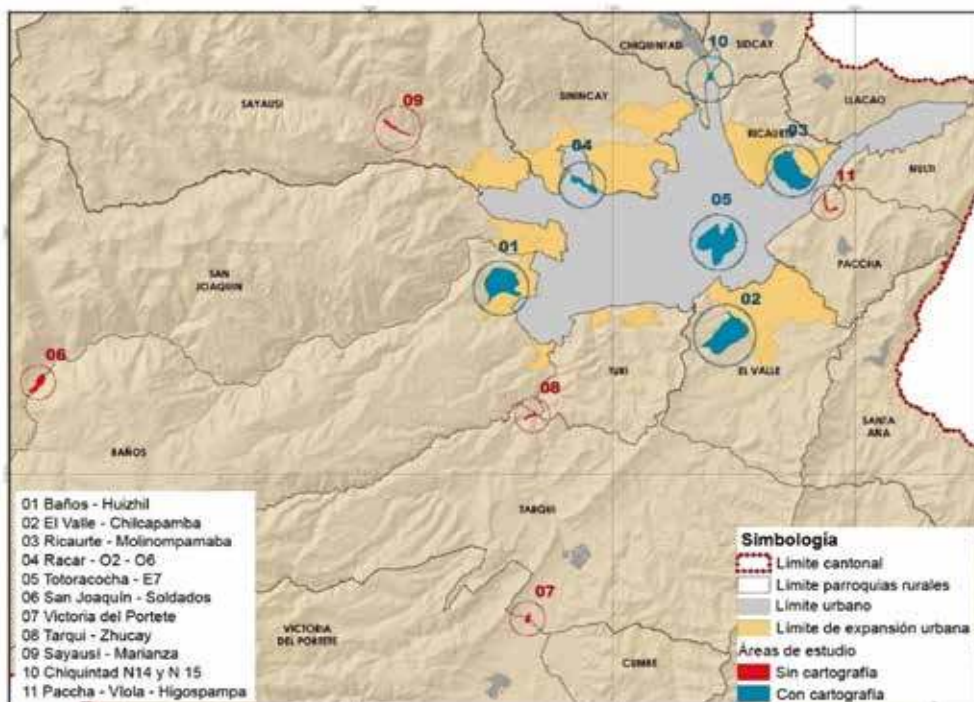 10
CHIQUINTAD
SIDCAY
09
SAYAUSI
SININCAY
LLACAO
RICAURTE
03
04
NULTI
11
05
01
PACCHA
SAN
JOAQUIN
02
06
08
TURI
EL VALLE
SANTA
ANA
BAÑOS
TARQUI
07
VICTORIA
DEL PORTETE
CUMBE
01 Baños - Huizhil
02 El Valle - Chilcapamba
03 Ricaurte - Molinompamaba
04 Racar - O2 - O6
05 Totoracocha - E7
06 San Joaquín - Soldados
07 Victoria del Portete
08 Tarqui - Zhucay
09 Sayausi - Marianza
10 Chiquintad N14 y N 15
11 Paccha - Viola - Higospampa
Simbología
Límite cantonal
Límite parroquias rurales
Límite urbano
Límite de expansión urbana
Áreas de estudio
Sin cartografía
Con cartografía